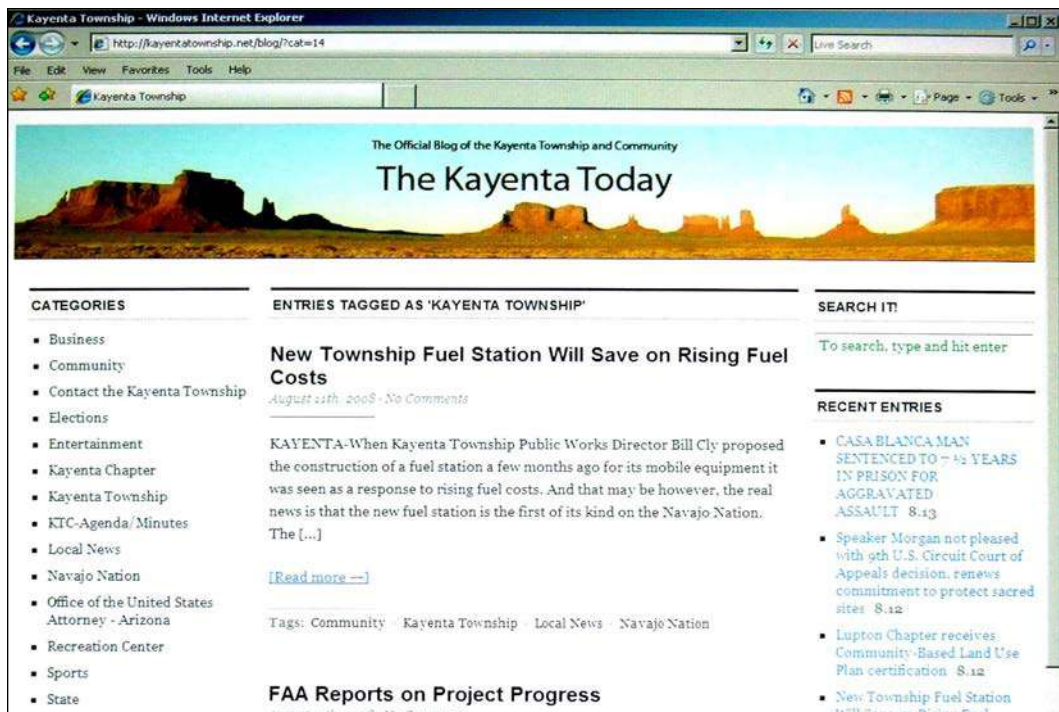 Kayenta Township - Windows Internet Explorer
http://kayentatownship.net/blog/?cat=14
Live Search
File Edit View Favorites Tools Help
Kayenta Township
Page Tools
The Official Blog of the Kayenta Township and Community
The Kayenta Today
CATEGORIES
Business
Community
Contact the Kayenta Township
Elections
Entertainment
Kayenta Chapter
Kayenta Township
KTC-Agenda/Minutes
Local News
Navajo Nation
Office of the United States
Attorney - Arizona
Recreation Center
Sports
State
ENTRIES TAGGED AS 'KAYENTA TOWNSHIP'
New Township Fuel Station Will Save on Rising Fuel
Costs
August 11th, 2008 · No Comments
KAYENTA-When Kayenta Township Public Works Director Bill Cly proposed
the construction of a fuel station a few months ago for its mobile equipment it
was seen as a response to rising fuel costs. And that may be however, the real
news is that the new fuel station is the first of its kind on the Navajo Nation.
The [...]
[Read more →]
Tags: Community · Kayenta Township · Local News · Navajo Nation
FAA Reports on Project Progress
SEARCH IT!
To search, type and hit enter
RECENT ENTRIES
CASA BLANCA MAN
SENTENCED TO 7 ½ YEARS
IN PRISON FOR
AGGRAVATED
ASSAULT 8.13
Speaker Morgan not pleased
with 9th U.S. Circuit Court of
Appeals decision, renews
commitment to protect sacred
sites 8.12
Lupton Chapter receives
Community-Based Land Use
Plan certification 8.12
New Township Fuel Station